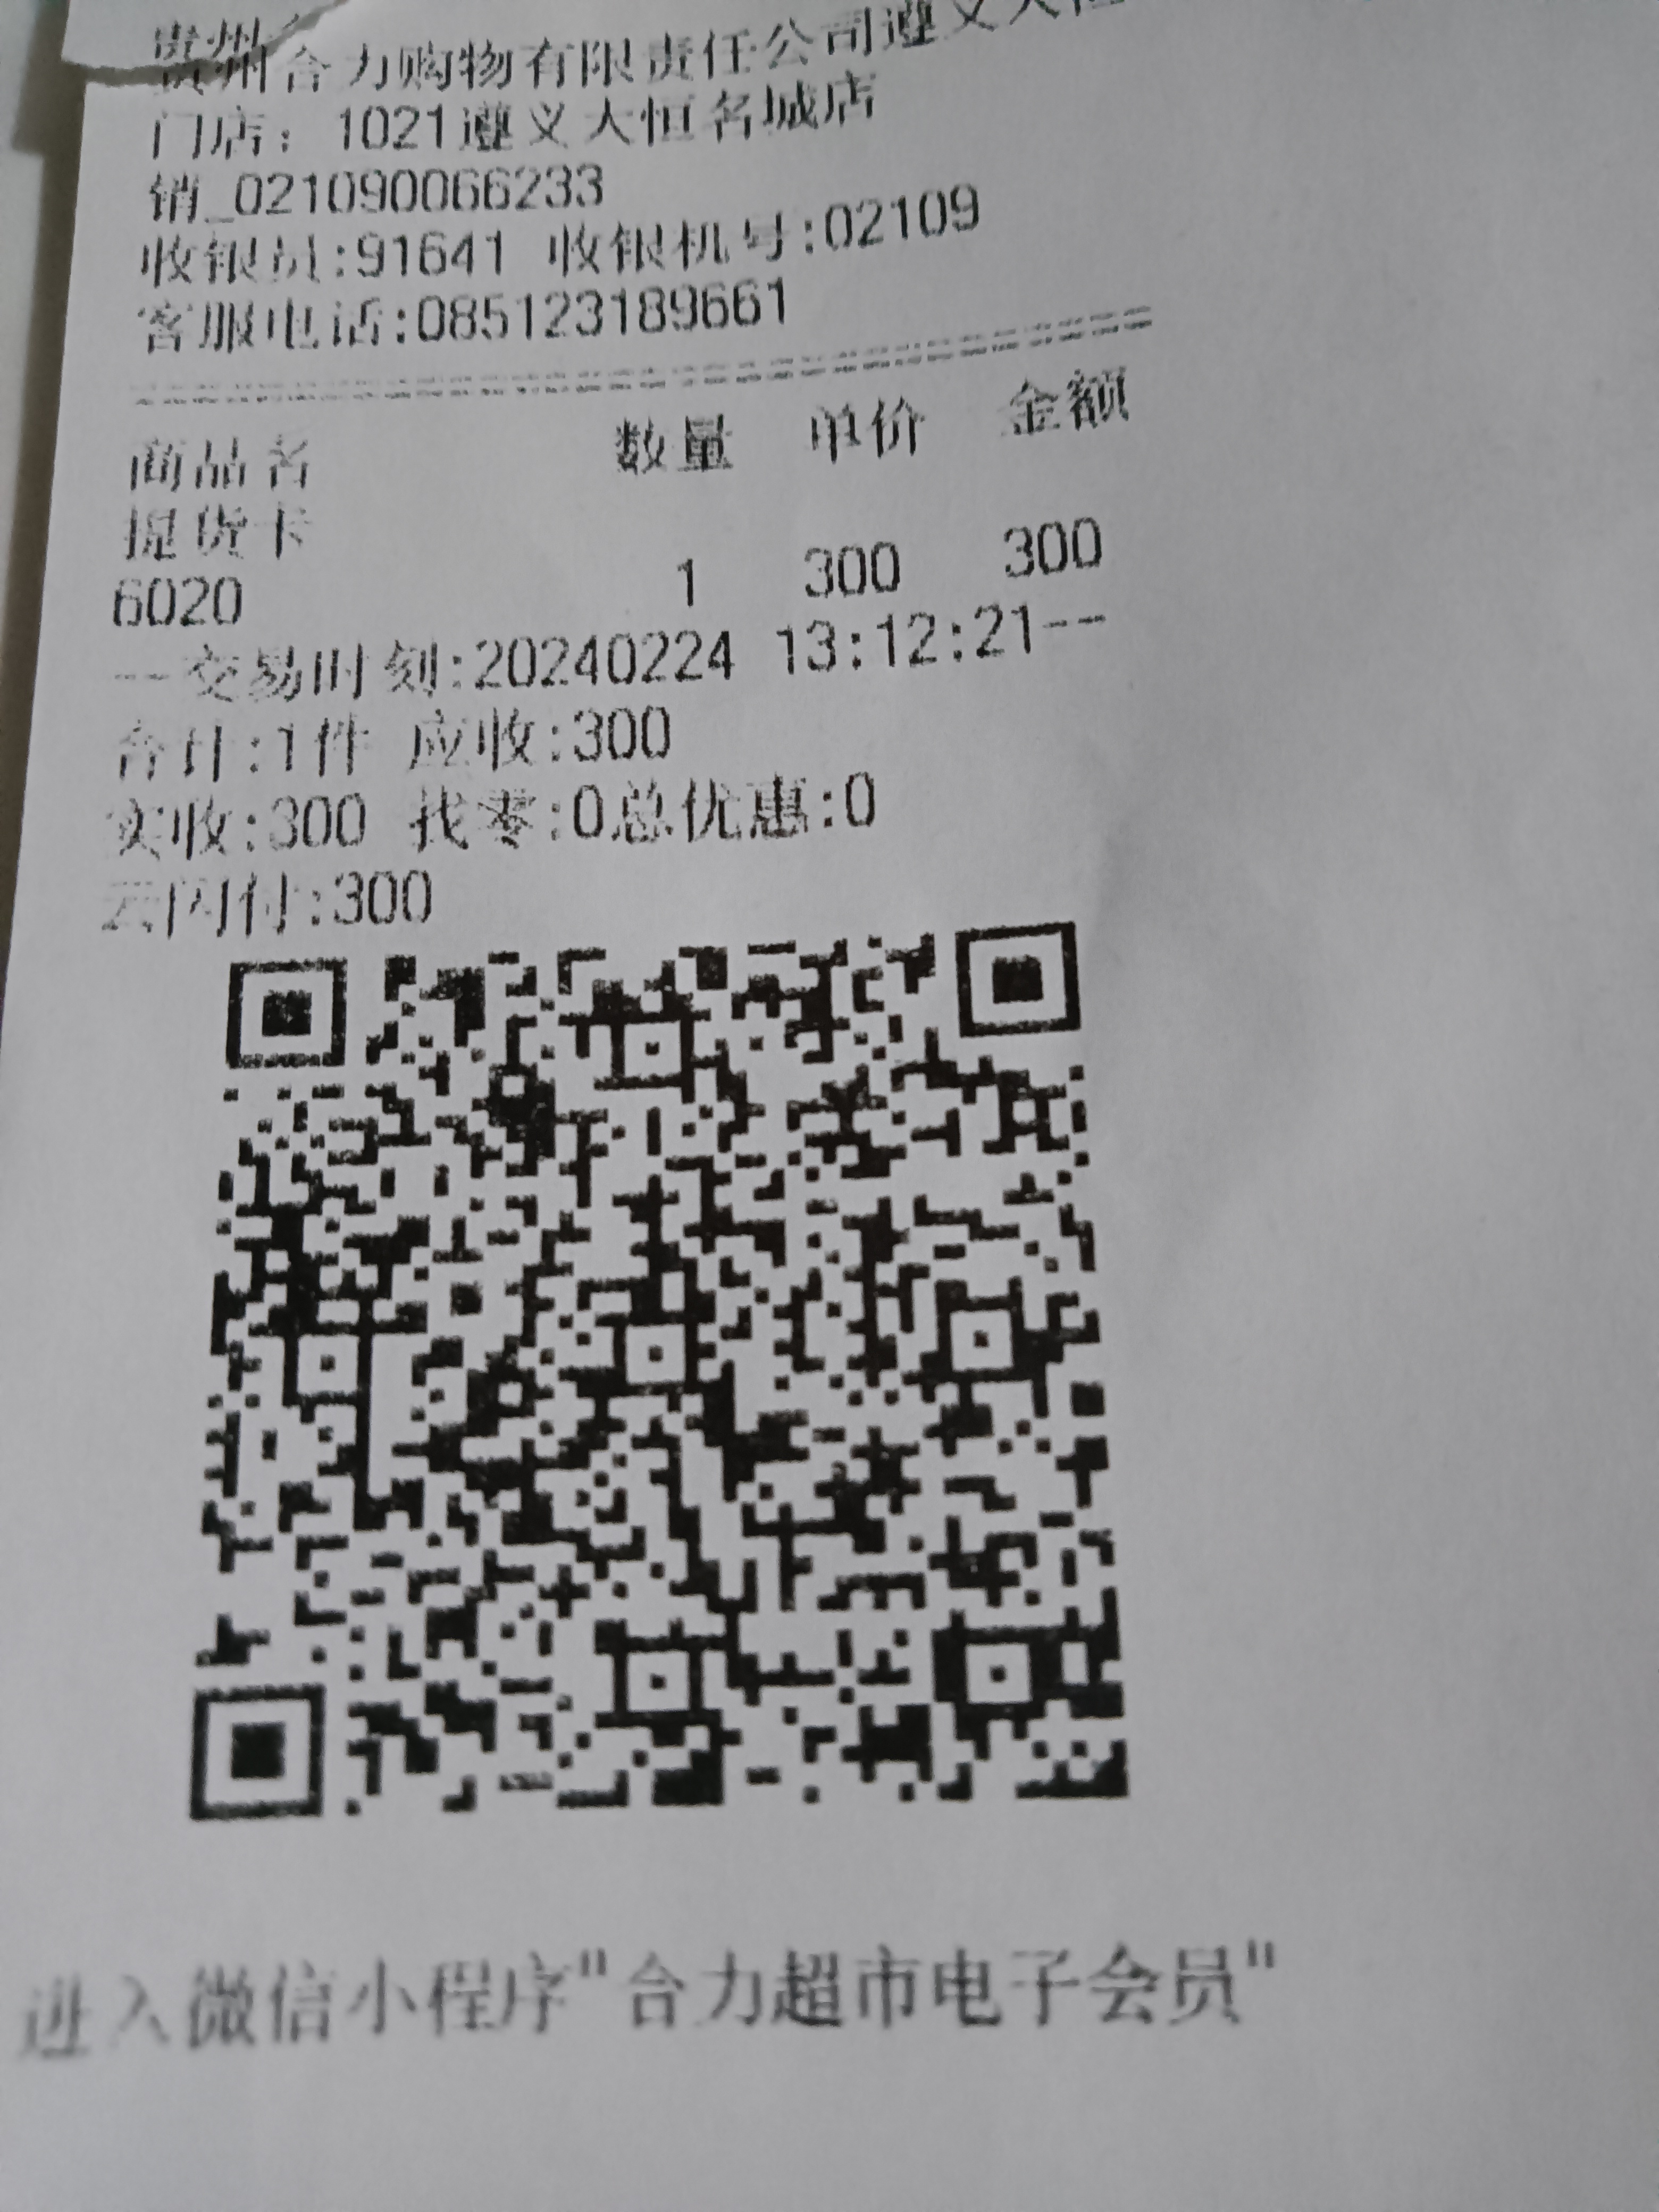 贵州合力购物有限责任公司遵义大恒
门店：1021遵义大恒名城店
销_021090066233
收银员:91641 收银机号:02109
客服电话:085123189661
商品名 数量 单价 金额
提货卡
6020 1 300 300
--交易时刻:20240224 13:12:21--
合计:1件 应收:300
实收:300 找零:0总优惠:0
云闪付:300
进入微信小程序"合力超市电子会员"